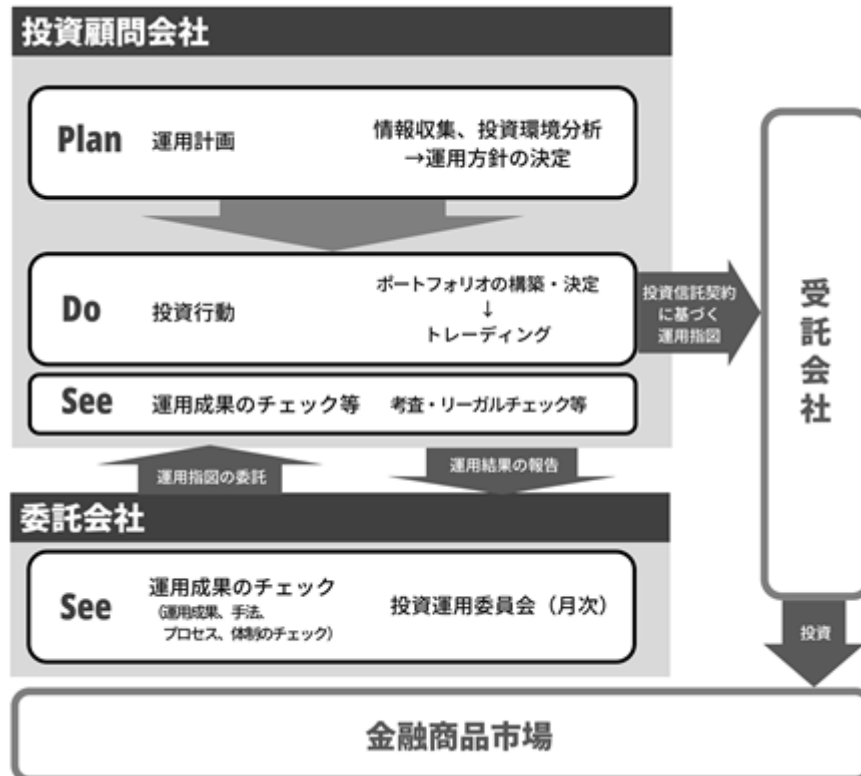 投資顧問会社
Plan 運用計画 情報収集、投資環境分析
→運用方針の決定
Do 投資行動 ポートフォリオの構築・決定
↓
トレーディング
投資信託契約
に基づく
運用指図
受託会社
See 運用成果のチェック等 考査・リーガルチェック等
運用指図の委託
運用結果の報告
委託会社
See 運用成果のチェック
(運用成果、手法、
プロセス、体制のチェック)
投資運用委員会（月次）
投資
金融商品市場